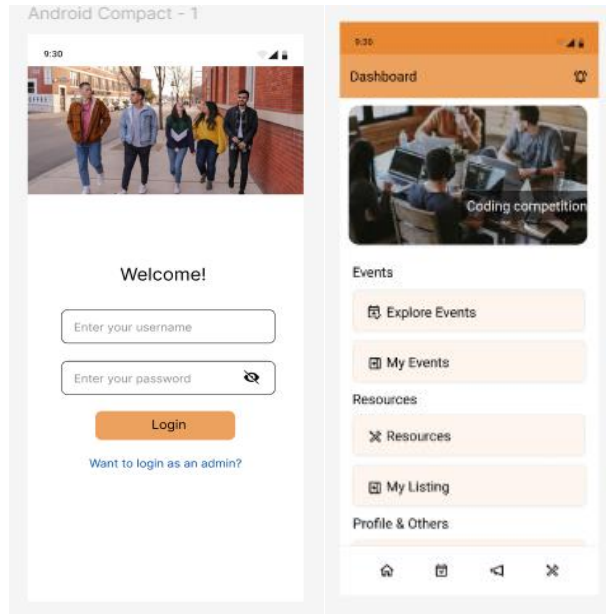 Android Compact - 1
9:30
Welcome!
Enter your username
Enter your password
Login
Want to login as an admin?
9:30
Dashboard
Coding competition
Events
Explore Events
My Events
Resources
Resources
My Listing
Profile & Others